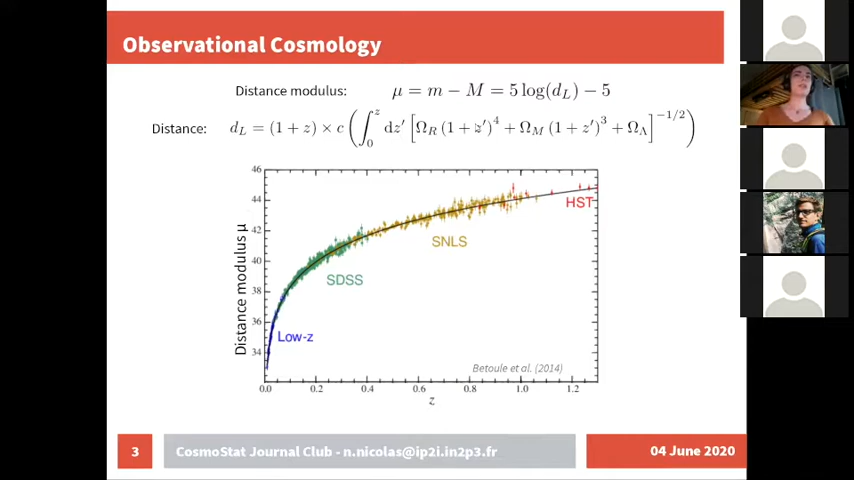 Observational Cosmology
Distance modulus: μ = m − M = 5 log(d_L) − 5
Distance: d_L = (1 + z) × c ( ∫_0^z dz′ [Ω_R (1 + z′)^4 + Ω_M (1 + z′)^3 + Ω_Λ]^{−1/2} )
46
44
42
40
38
36
34
Distance modulus μ
HST
SNLS
SDSS
Low-z
Betoule et al. (2014)
0.0 0.2 0.4 0.6 0.8 1.0 1.2
z
3
CosmoStat Journal Club - n.nicolas@ip2i.in2p3.fr
04 June 2020